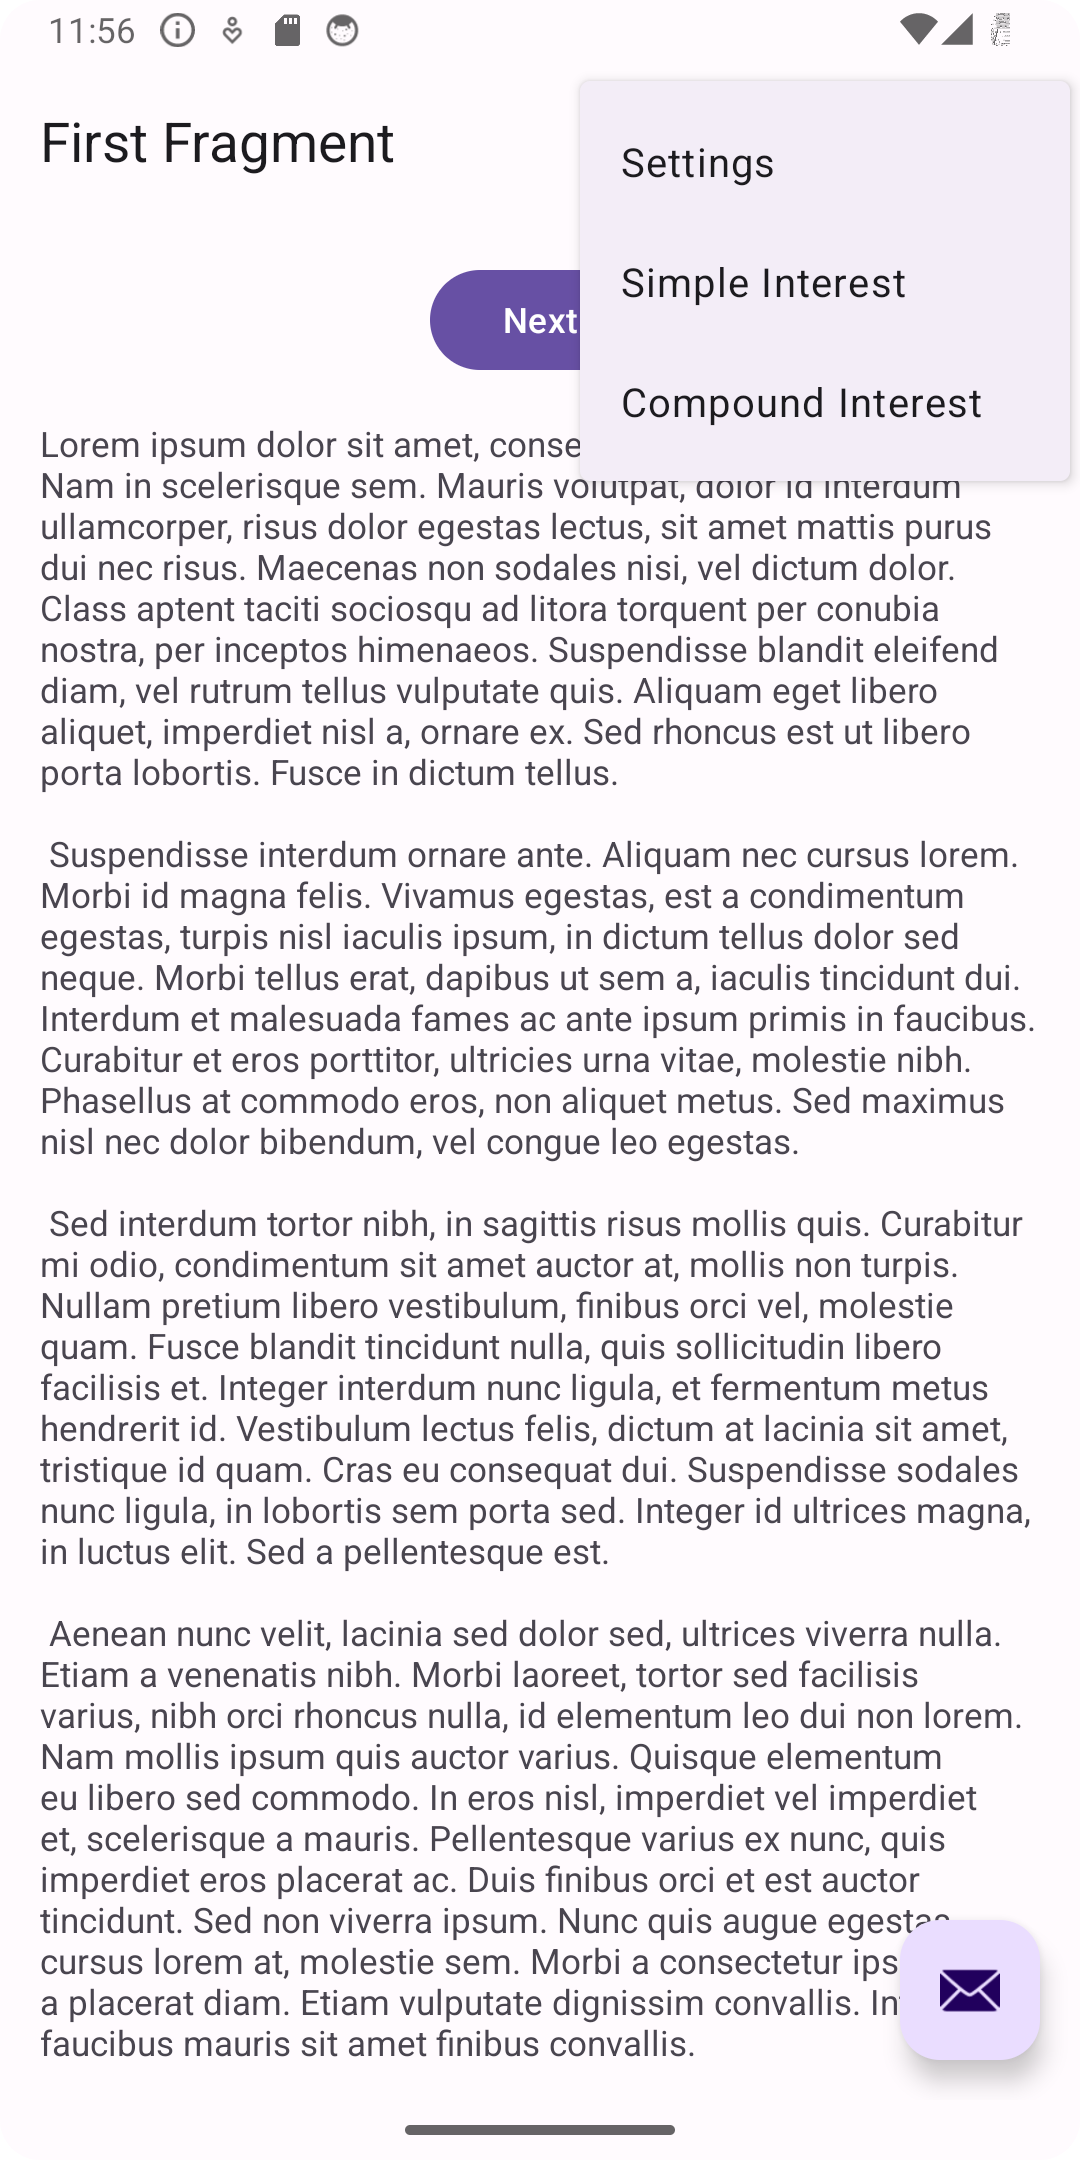 11:56
First Fragment
Settings
Simple Interest
Compound Interest
Next
Lorem ipsum dolor sit amet,
Nam in scelerisque sem. Mauris volutpat, dolor id interdum
ullamcorper, risus dolor egestas lectus, sit amet mattis purus
dui nec risus. Maecenas non sodales nisi, vel dictum dolor.
Class aptent taciti sociosqu ad litora torquent per conubia
nostra, per inceptos himenaeos. Suspendisse blandit eleifend
diam, vel rutrum tellus vulputate quis. Aliquam eget libero
aliquet, imperdiet nisl a, ornare ex. Sed rhoncus est ut libero
porta lobortis. Fusce in dictum tellus.
Suspendisse interdum ornare ante. Aliquam nec cursus lorem.
Morbi id magna felis. Vivamus egestas, est a condimentum
egestas, turpis nisl iaculis ipsum, in dictum tellus dolor sed
neque. Morbi tellus erat, dapibus ut sem a, iaculis tincidunt dui.
Interdum et malesuada fames ac ante ipsum primis in faucibus.
Curabitur et eros porttitor, ultricies urna vitae, molestie nibh.
Phasellus at commodo eros, non aliquet metus. Sed maximus
nisl nec dolor bibendum, vel congue leo egestas.
Sed interdum tortor nibh, in sagittis risus mollis quis. Curabitur
mi odio, condimentum sit amet auctor at, mollis non turpis.
Nullam pretium libero vestibulum, finibus orci vel, molestie
quam. Fusce blandit tincidunt nulla, quis sollicitudin libero
facilisis et. Integer interdum nunc ligula, et fermentum metus
hendrerit id. Vestibulum lectus felis, dictum at lacinia sit amet,
tristique id quam. Cras eu consequat dui. Suspendisse sodales
nunc ligula, in lobortis sem porta sed. Integer id ultrices magna,
in luctus elit. Sed a pellentesque est.
Aenean nunc velit, lacinia sed dolor sed, ultrices viverra nulla.
Etiam a venenatis nibh. Morbi laoreet, tortor sed facilisis
varius, nibh orci rhoncus nulla, id elementum leo dui non lorem.
Nam mollis ipsum quis auctor varius. Quisque elementum
eu libero sed commodo. In eros nisl, imperdiet vel imperdiet
et, scelerisque a mauris. Pellentesque varius ex nunc, quis
imperdiet eros placerat ac. Duis finibus orci et est auctor
tincidunt. Sed non viverra ipsum. Nunc quis augue egestas
cursus lorem at, molestie sem. Morbi a consectetur
a placerat diam. Etiam vulputate dignissim convallis.
faucibus mauris sit amet finibus convallis.